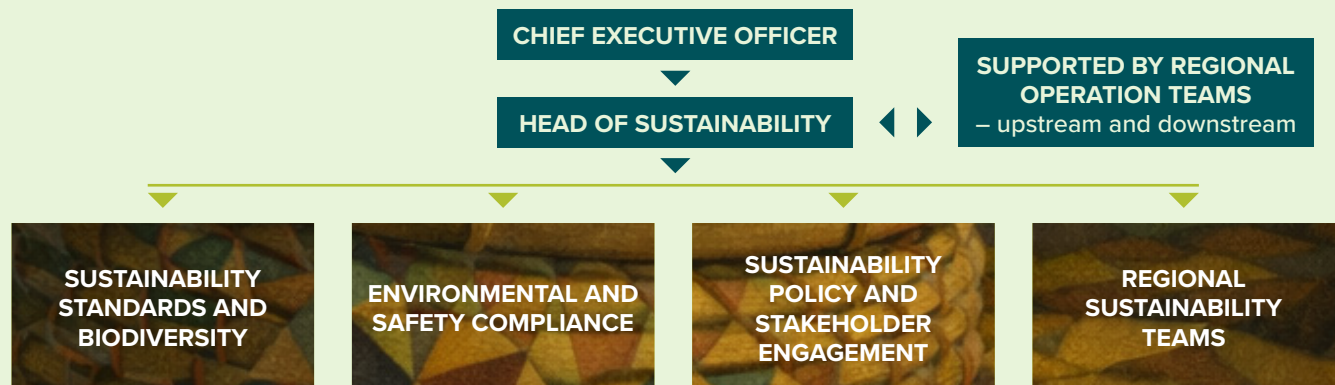 CHIEF EXECUTIVE OFFICER
HEAD OF SUSTAINABILITY
SUPPORTED BY REGIONAL
OPERATION TEAMS
– upstream and downstream
SUSTAINABILITY
STANDARDS AND
BIODIVERSITY
ENVIRONMENTAL AND
SAFETY COMPLIANCE
SUSTAINABILITY
POLICY AND
STAKEHOLDER
ENGAGEMENT
REGIONAL
SUSTAINABILITY
TEAMS